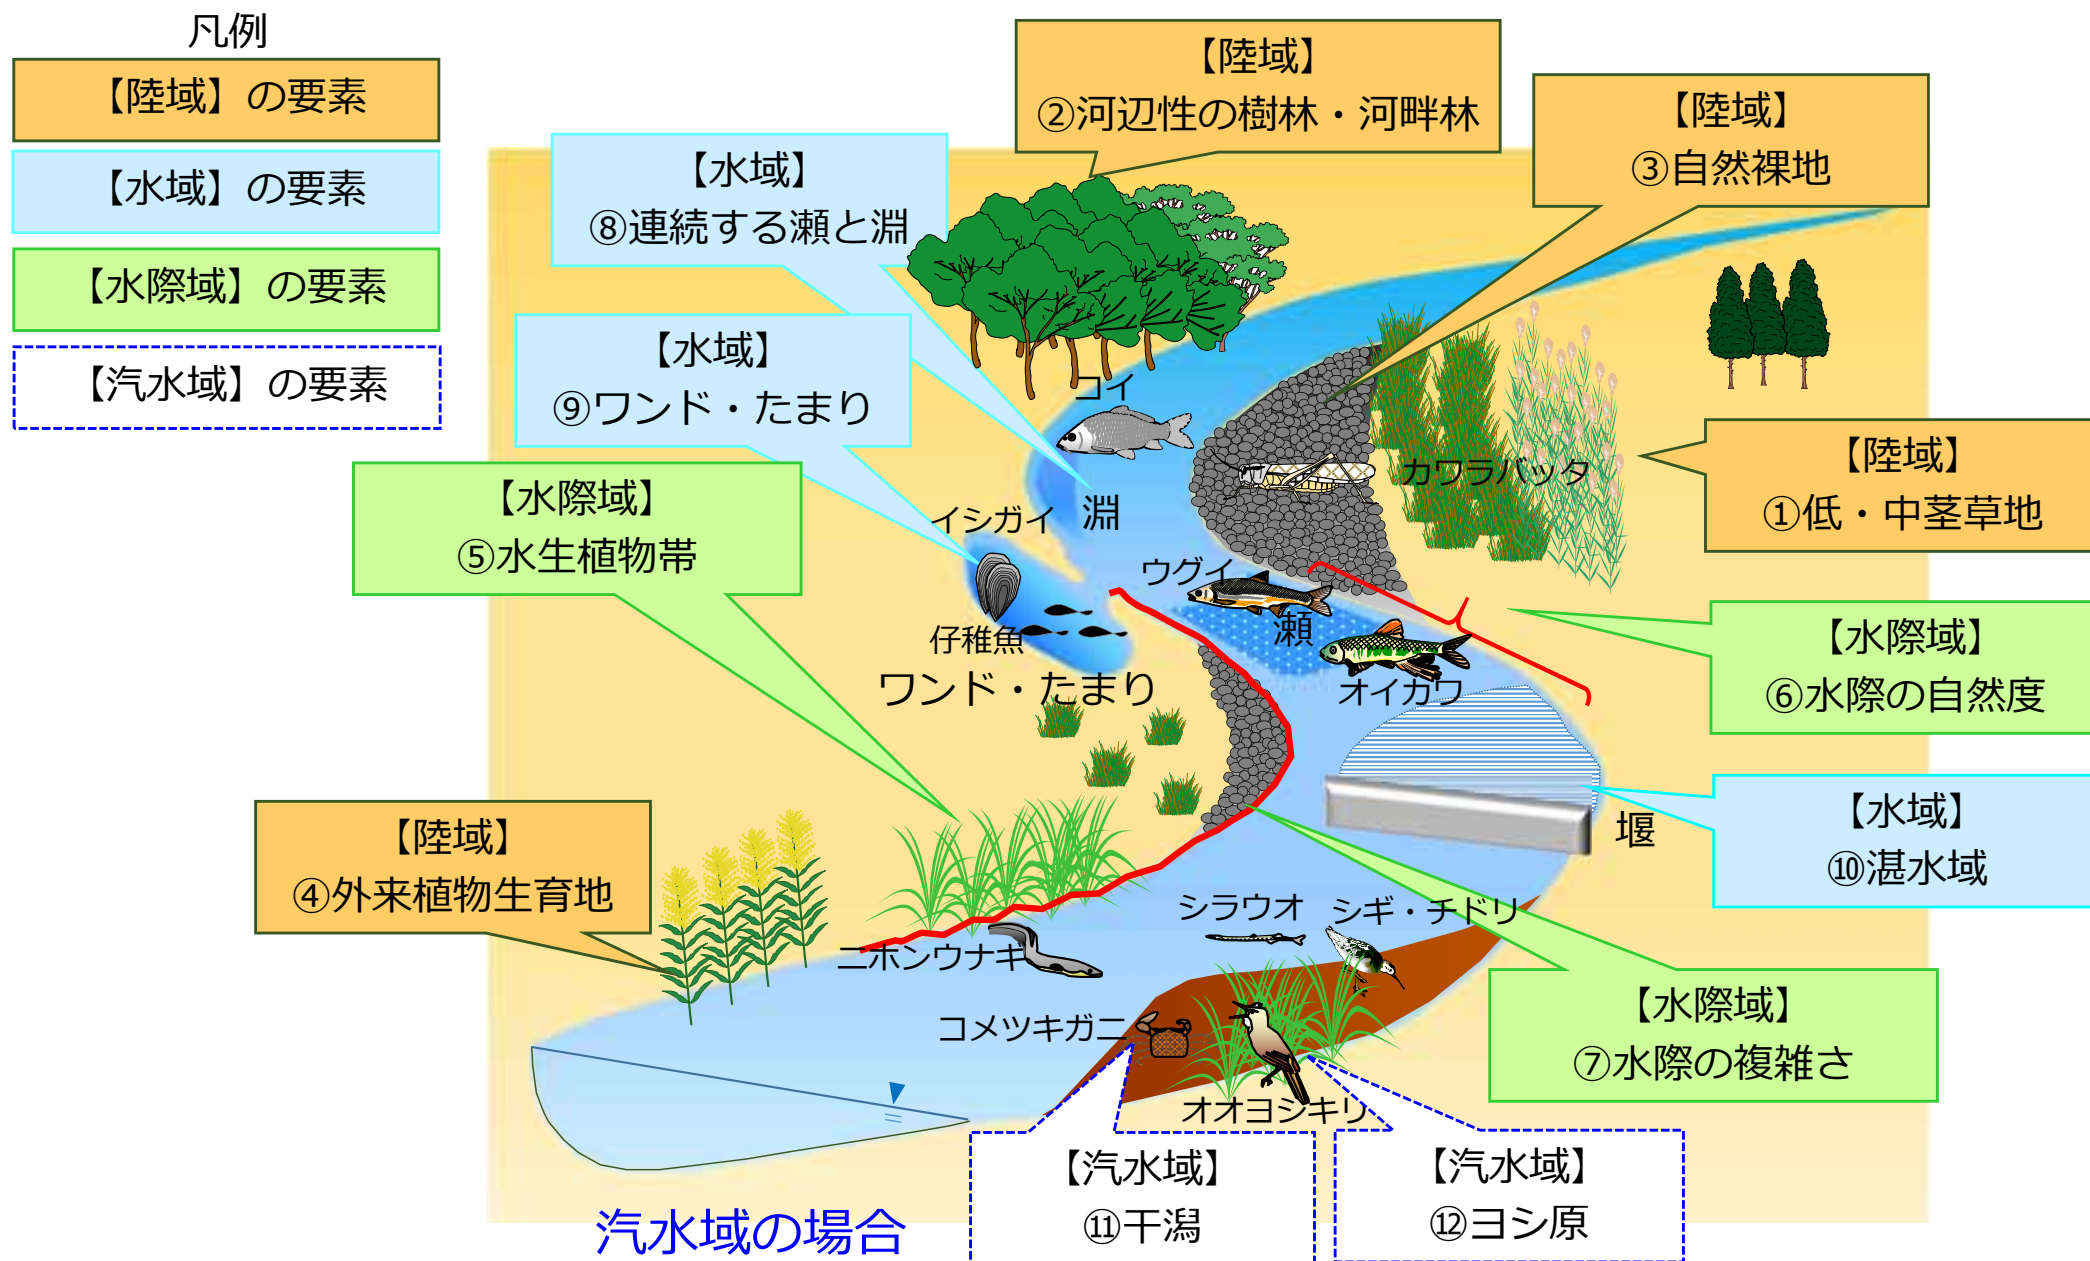 凡例
【陸域】の要素
【水域】の要素
【水際域】の要素
【汽水域】の要素
【陸域】
②河辺性の樹林・河畔林
【陸域】
③自然裸地
【水域】
⑧連続する瀬と淵
【水域】
⑨ワンド・たまり
コイ
カワラバッタ
【陸域】
①低・中茎草地
【水際域】
⑤水生植物帯
イシガイ
淵
ウグイ
瀬
仔稚魚
ワンド・たまり
オイカワ
【水際域】
⑥水際の自然度
【水域】
⑩湛水域
堰
【陸域】
④外来植物生育地
シラウオ
シギ・チドリ
ニホンウナギ
コメツキガニ
【水際域】
⑦水際の複雑さ
オオヨシキリ
【汽水域】
⑪干潟
【汽水域】
⑫ヨシ原
汽水域の場合